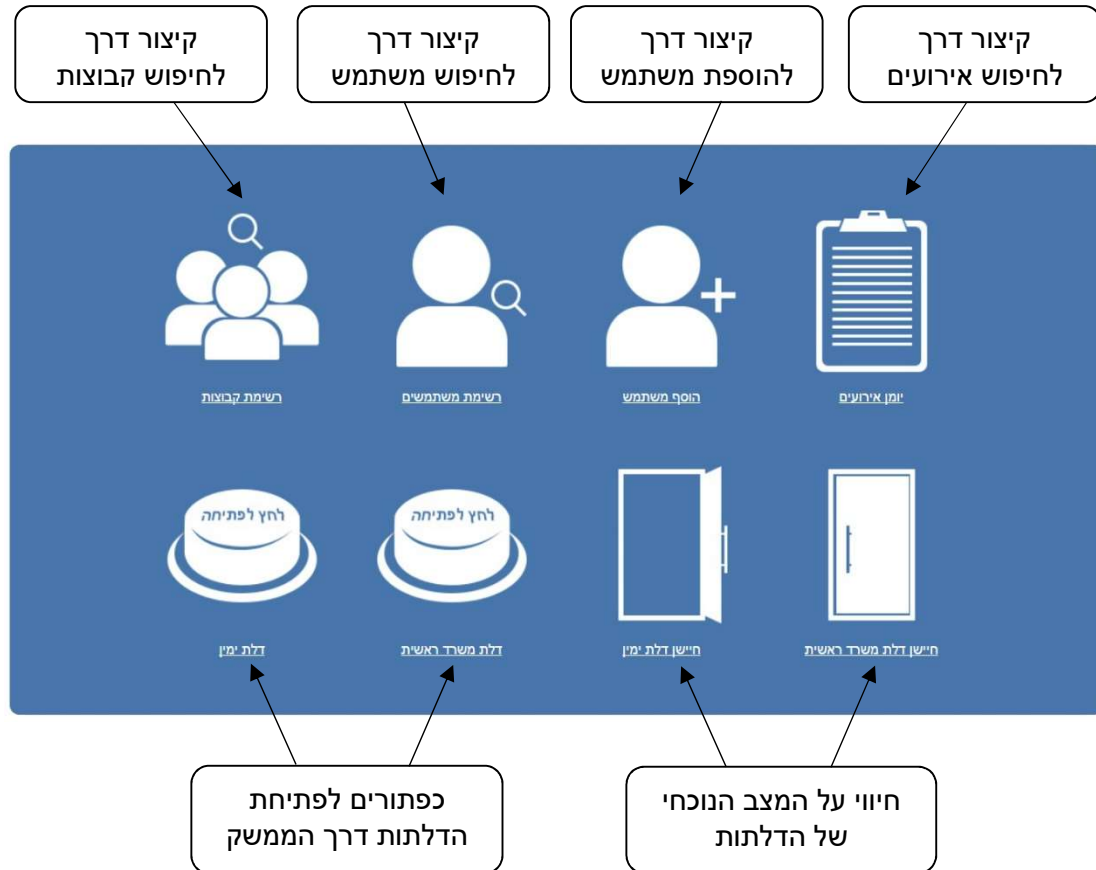 קיצור דרך
לחיפוש אירועים
קיצור דרך
להוספת משתמש
קיצור דרך
לחיפוש משתמש
קיצור דרך
לחיפוש קבוצות
יומן אירועים
הוסף משתמש
רשימת משתמשים
רשימת קבוצות
לחץ לפתיחה
לחץ לפתיחה
חיישן דלת משרד ראשית
חיישן דלת ימין
דלת משרד ראשית
דלת ימין
חיווי על המצב הנוכחי
של הדלתות
כפתורים לפתיחת
הדלתות דרך הממשק